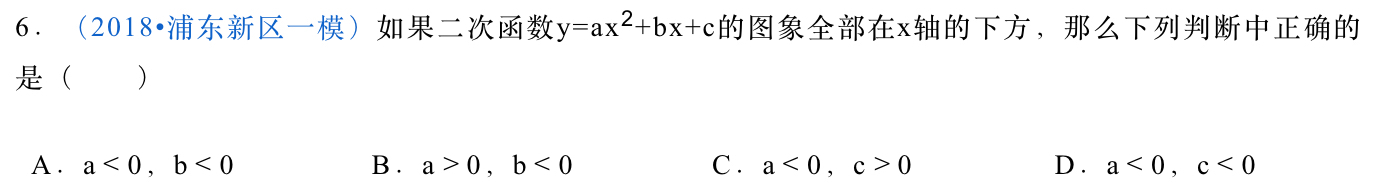 6．（2018•浦东新区一模）如果二次函数y=ax²+bx+c的图象全部在x轴的下方，那么下列判断中正确的
是（　　）
A．a＜0，b＜0　B．a＞0，b＜0　C．a＜0，c＞0　D．a＜0，c＜0